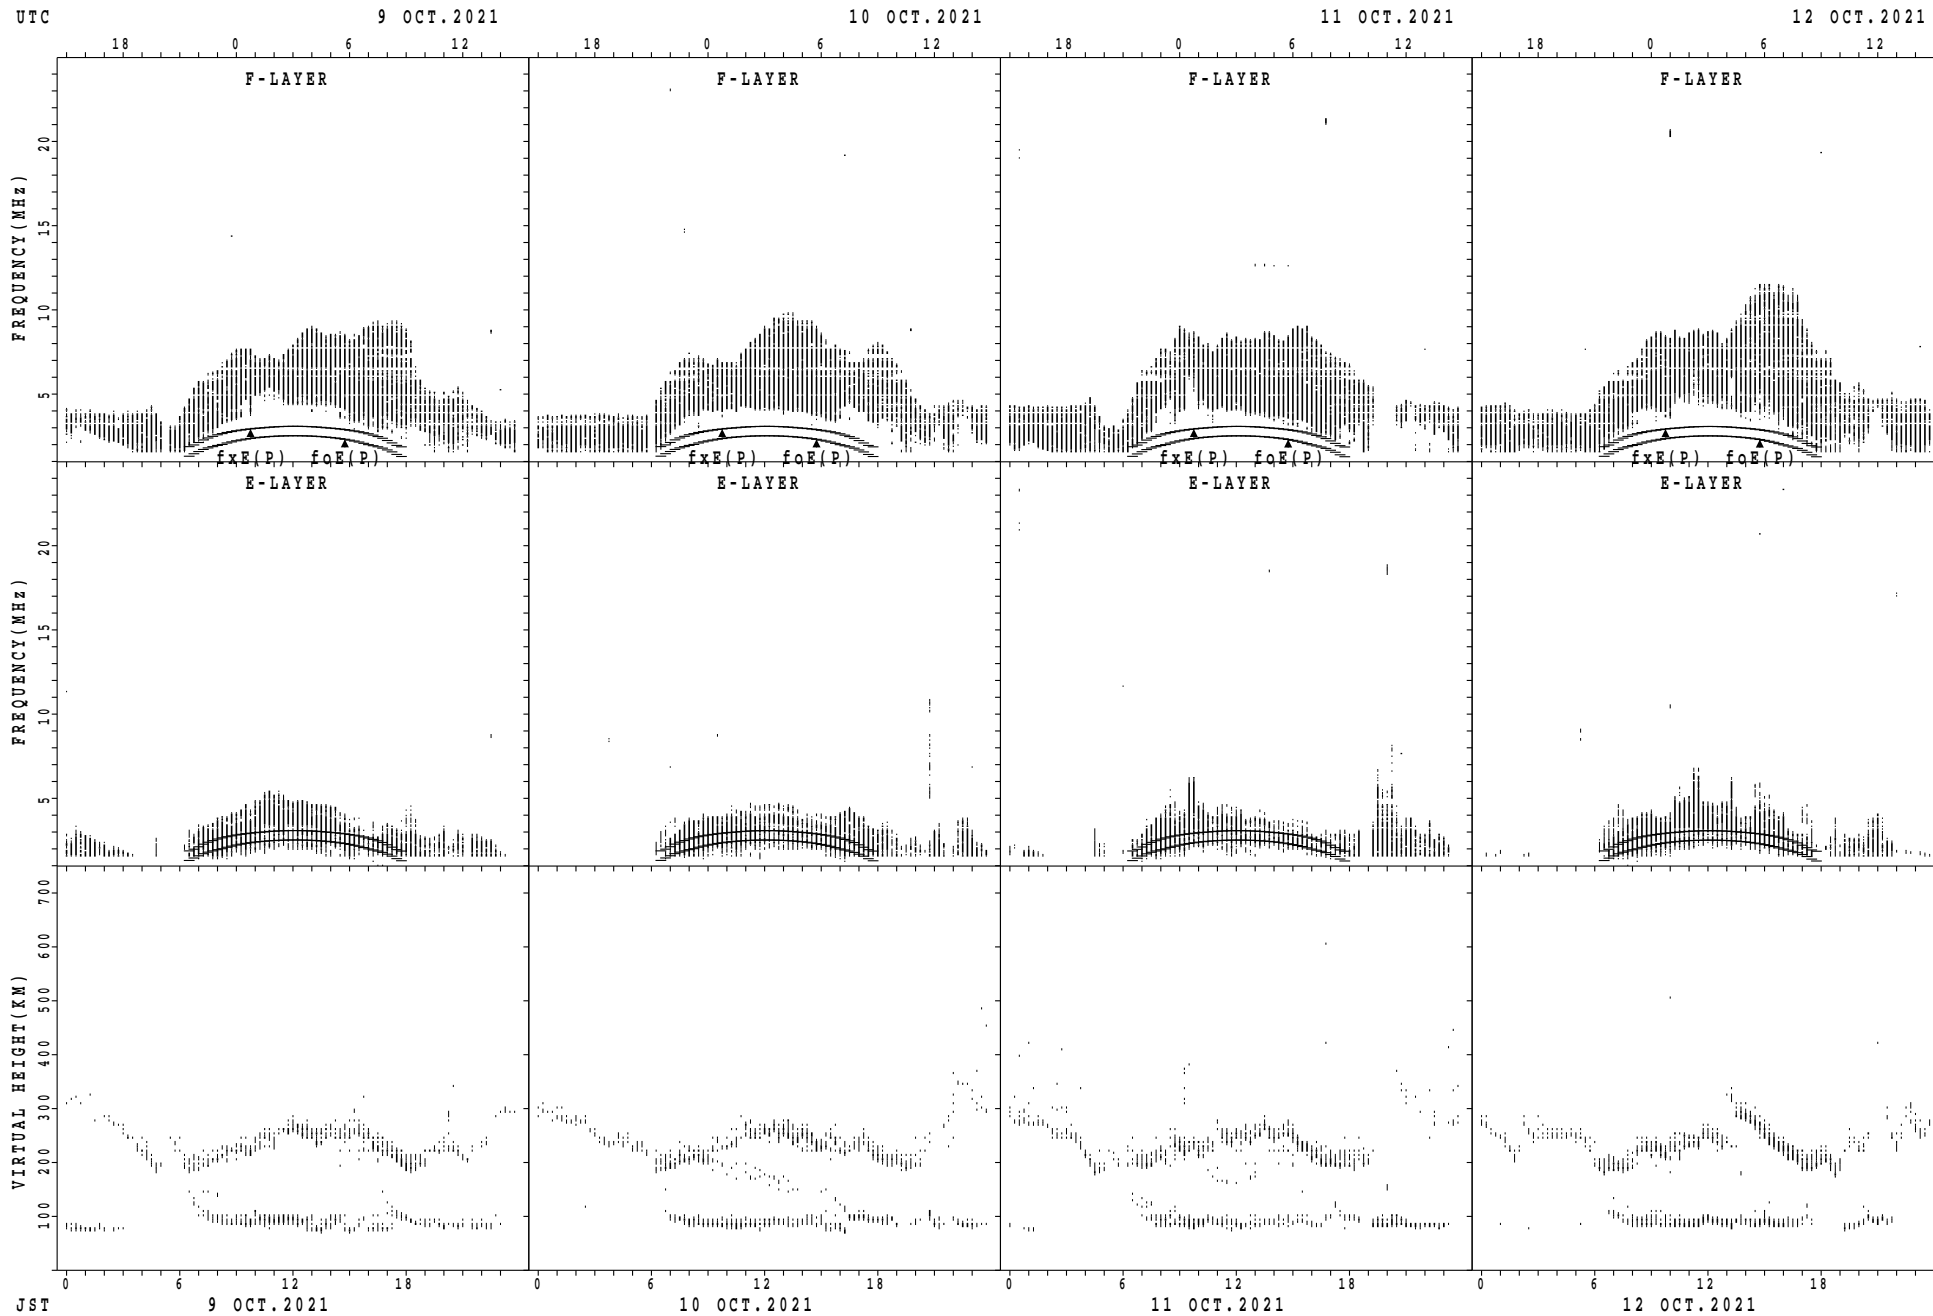 UTC 9 OCT.2021 10 OCT.2021 11 OCT.2021 12 OCT.2021
18 0 6 12 18 0 6 12 18 0 6 12 18 0 6 12
F-LAYER F-LAYER F-LAYER F-LAYER
FREQUENCY(MHz)
20
15
10
5
fxE(P) foE(P) fxE(P) foE(P) fxE(P) foE(P) fxE(P) foE(P)
E-LAYER E-LAYER E-LAYER E-LAYER
FREQUENCY(MHz)
20
15
10
5
VIRTUAL HEIGHT(KM)
700
600
500
400
300
200
100
0 6 12 18 0 6 12 18 0 6 12 18 0 6 12 18
JST 9 OCT.2021 10 OCT.2021 11 OCT.2021 12 OCT.2021